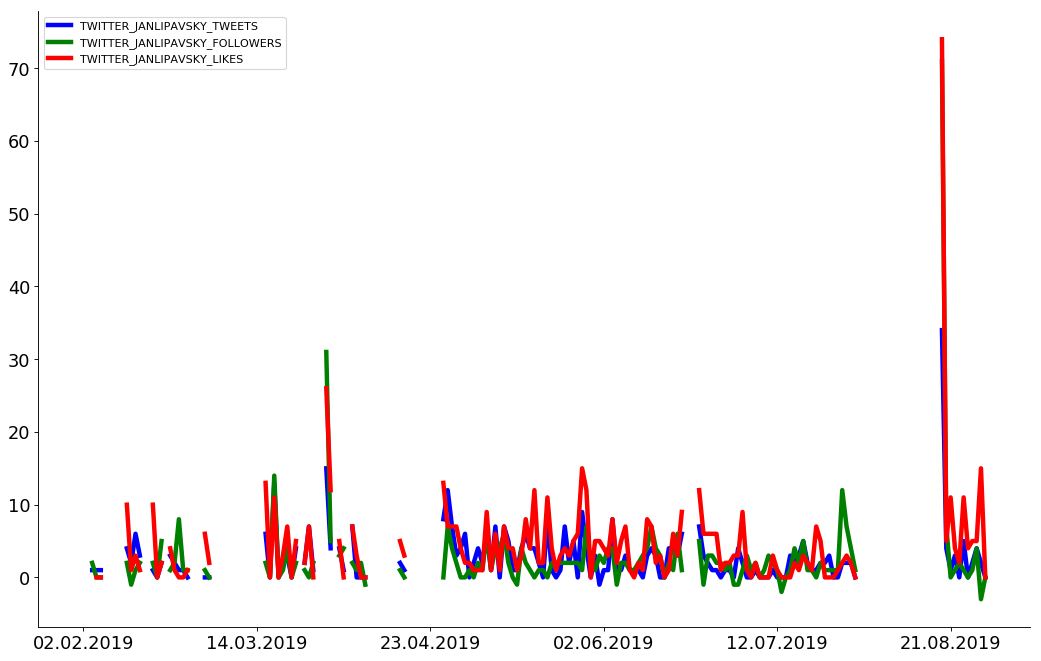 TWITTER_JANLIPAVSKY_TWEETS
TWITTER_JANLIPAVSKY_FOLLOWERS
TWITTER_JANLIPAVSKY_LIKES
70
60
50
40
30
20
10
0
02.02.2019 14.03.2019 23.04.2019 02.06.2019 12.07.2019 21.08.2019